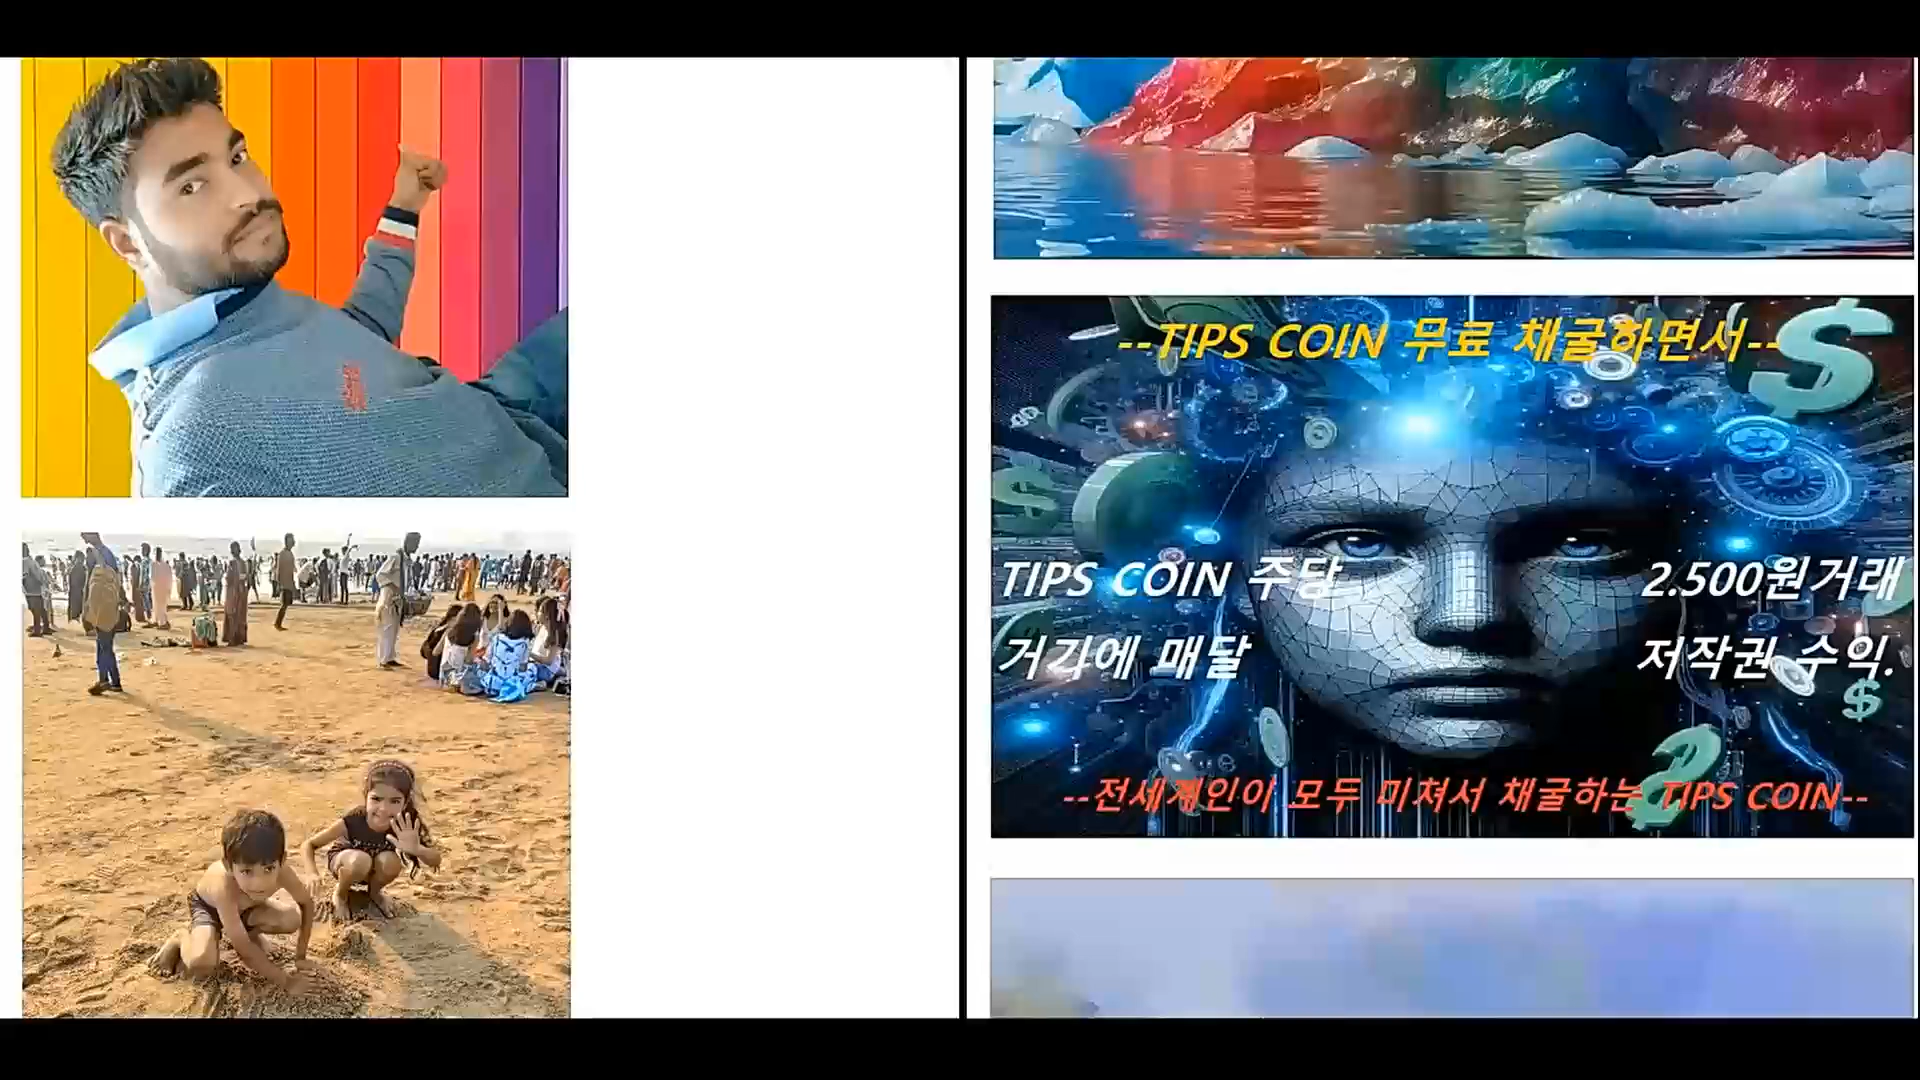 --TIPS COIN 무료 채굴하면서--
TIPS COIN 주당 2.500원거래
거기에 매달 저작권 수익.
--전세계인이 모두 미쳐서 채굴하는 TIPS COIN--